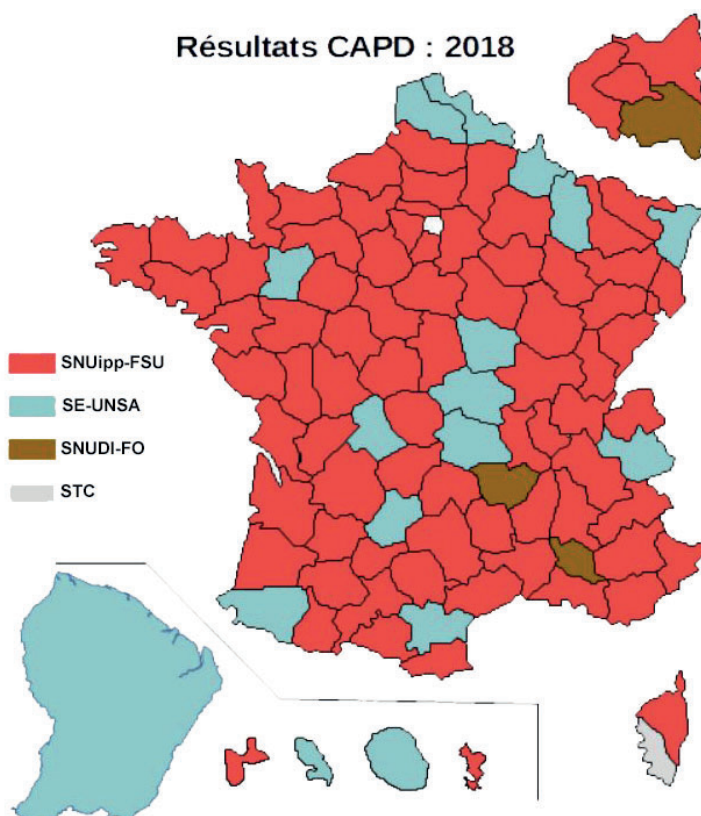 Résultats CAPD : 2018
SNUipp-FSU
SE-UNSA
SNUDI-FO
STC